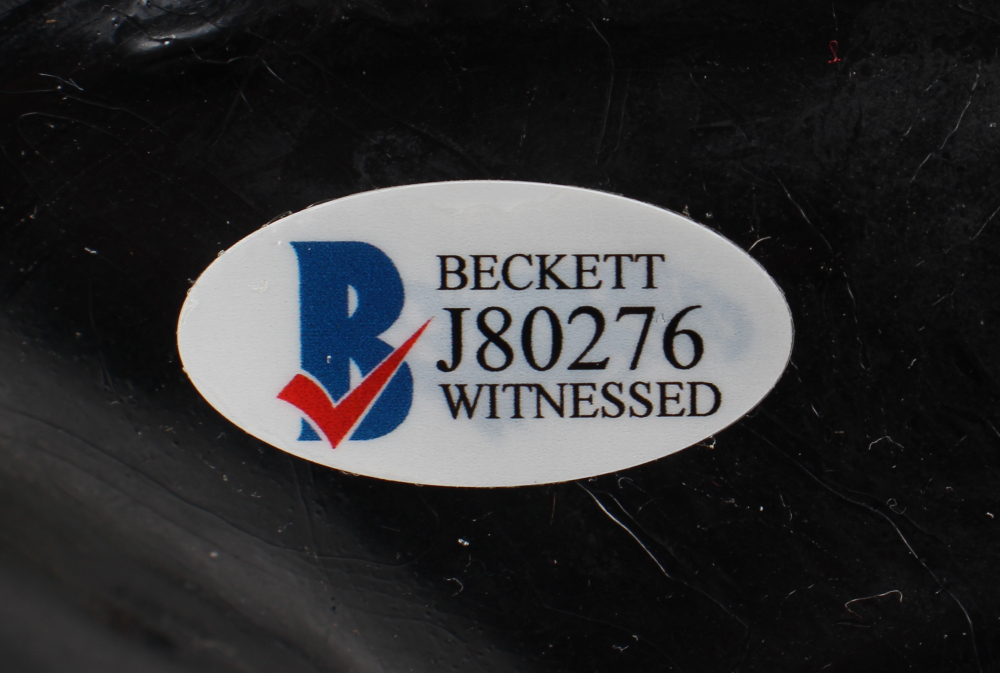 B
BECKETT
J80276
WITNESSED